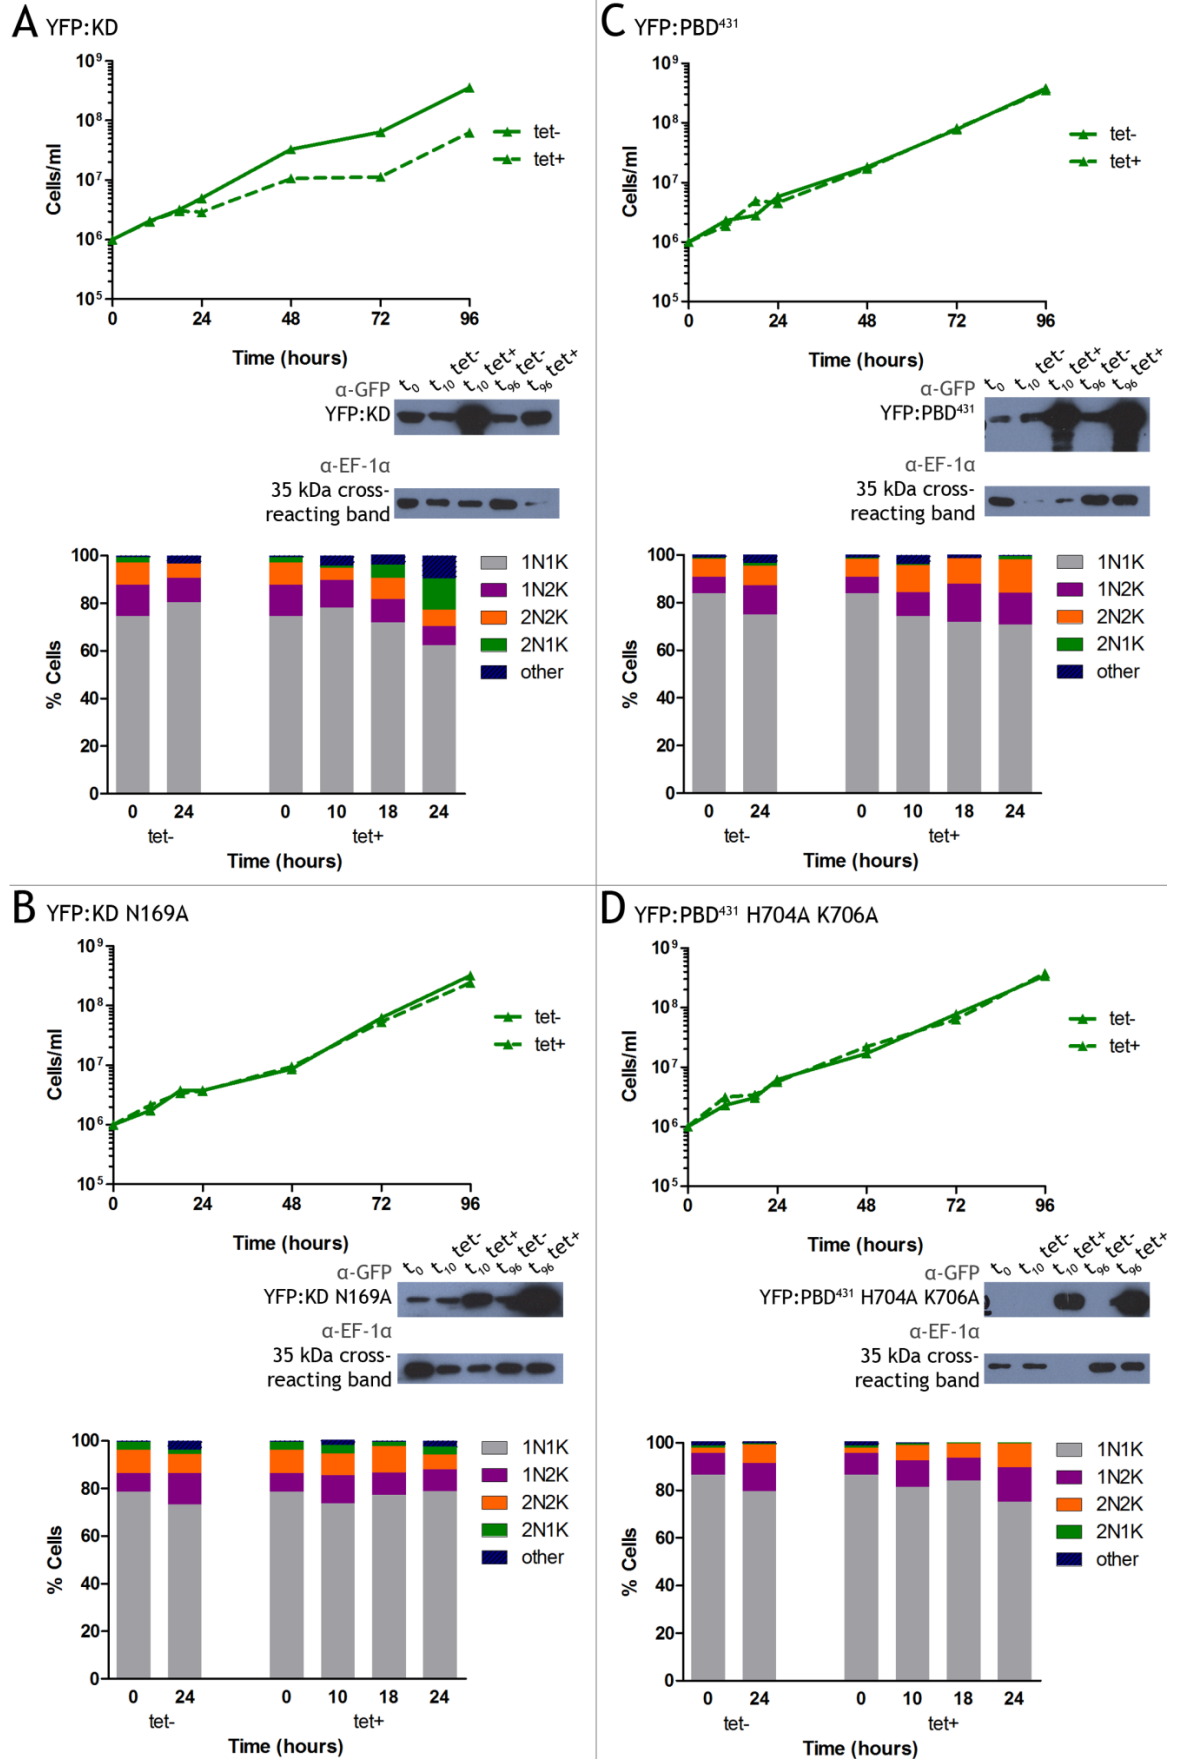 A YFP:KD
10⁹
10⁸
10⁷
10⁶
10⁵
Cells/ml
0 24 48 72 96
Time (hours)
tet-
tet+
t₀ t₁₀ tet- t₁₀ tet+ t₉₆ tet- t₉₆ tet+
α-GFP
YFP:KD
α-EF-1α
35 kDa cross-
reacting band
100
80
60
40
20
0
% Cells
0 24 0 10 18 24
tet- tet+
Time (hours)
1N1K
1N2K
2N2K
2N1K
other
C YFP:PBD⁴³¹
10⁹
10⁸
10⁷
10⁶
10⁵
Cells/ml
0 24 48 72 96
Time (hours)
tet-
tet+
t₀ t₁₀ tet- t₁₀ tet+ t₉₆ tet- t₉₆ tet+
α-GFP
YFP:PBD⁴³¹
α-EF-1α
35 kDa cross-
reacting band
100
80
60
40
20
0
% Cells
0 24 0 10 18 24
tet- tet+
Time (hours)
1N1K
1N2K
2N2K
2N1K
other
B YFP:KD N169A
10⁹
10⁸
10⁷
10⁶
10⁵
Cells/ml
0 24 48 72 96
Time (hours)
tet-
tet+
t₀ t₁₀ tet- t₁₀ tet+ t₉₆ tet- t₉₆ tet+
α-GFP
YFP:KD N169A
α-EF-1α
35 kDa cross-
reacting band
100
80
60
40
20
0
% Cells
0 24 0 10 18 24
tet- tet+
Time (hours)
1N1K
1N2K
2N2K
2N1K
other
D YFP:PBD⁴³¹ H704A K706A
10⁹
10⁸
10⁷
10⁶
10⁵
Cells/ml
0 24 48 72 96
Time (hours)
tet-
tet+
t₀ t₁₀ tet- t₁₀ tet+ t₉₆ tet- t₉₆ tet+
α-GFP
YFP:PBD⁴³¹ H704A K706A
α-EF-1α
35 kDa cross-
reacting band
100
80
60
40
20
0
% Cells
0 24 0 10 18 24
tet- tet+
Time (hours)
1N1K
1N2K
2N2K
2N1K
other